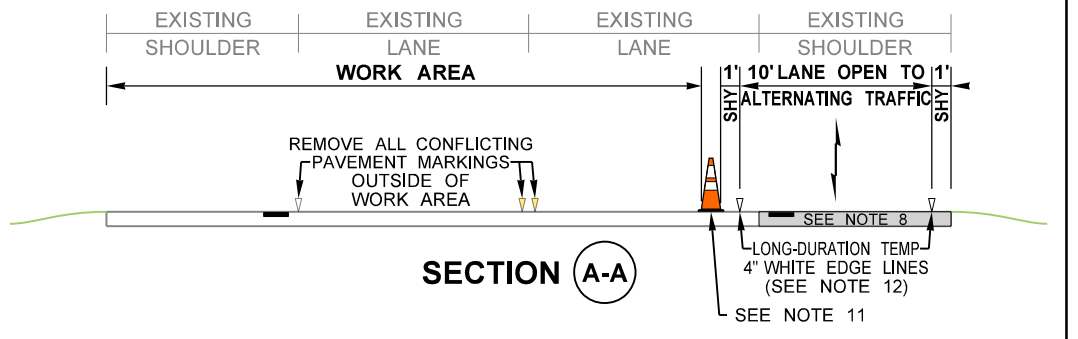 EXISTING EXISTING EXISTING EXISTING
SHOULDER LANE LANE SHOULDER
WORK AREA 1' 10' LANE OPEN TO 1'
SHY ALTERNATING TRAFFIC SHY
REMOVE ALL CONFLICTING
PAVEMENT MARKINGS
OUTSIDE OF
WORK AREA
SEE NOTE 8
LONG-DURATION TEMP
4" WHITE EDGE LINES
(SEE NOTE 12)
SECTION A-A
SEE NOTE 11